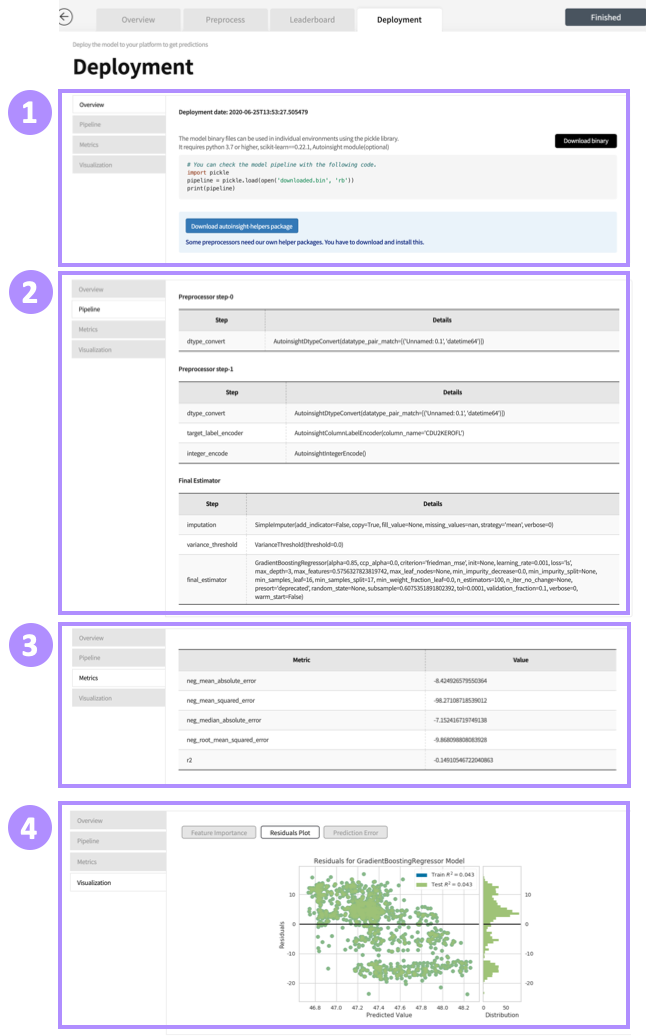 Overview Preprocess Leaderboard Deployment Finished
Deploy the model to your platform to get predictions
Deployment
1
Overview
Pipeline
Metrics
Visualization
Deployment date: 2020-06-25T13:53:27.505479
The model binary files can be used in individual environments using the pickle library.
It requires python 3.7 or higher, scikit-learn==0.22.1, Autoinsight module(optional)
Download binary
# You can check the model pipeline with the following code.
import pickle
pipeline = pickle.load(open('downloaded.bin', 'rb'))
print(pipeline)
Download autoinsight-helpers package
Some preprocessors need our own helper packages. You have to download and install this.
2
Overview
Pipeline
Metrics
Visualization
Preprocessor step-0
Step Details
dtype_convert AutoinsightDtypeConvert(datatype_pair_match=[('Unnamed: 0.1', 'datetime64')])
Preprocessor step-1
Step Details
dtype_convert AutoinsightDtypeConvert(datatype_pair_match=[('Unnamed: 0.1', 'datetime64')])
target_label_encoder AutoinsightColumnLabelEncoder(column_name='CDU2KEROFL')
integer_encode AutoinsightIntegerEncode()
Final Estimator
Step Details
imputation SimpleImputer(add_indicator=False, copy=True, fill_value=None, missing_values=nan, strategy='mean', verbose=0)
variance_threshold VarianceThreshold(threshold=0.0)
final_estimator GradientBoostingRegressor(alpha=0.85, ccp_alpha=0.0, criterion='friedman_mse', init=None, learning_rate=0.001, loss='ls',
max_depth=3, max_features=0.5756327823819742, max_leaf_nodes=None, min_impurity_decrease=0.0, min_impurity_split=None,
min_samples_leaf=16, min_samples_split=17, min_weight_fraction_leaf=0.0, n_estimators=100, n_iter_no_change=None,
presort='deprecated', random_state=None, subsample=0.6075351891802392, tol=0.0001, validation_fraction=0.1, verbose=0,
warm_start=False)
3
Overview
Pipeline
Metrics
Visualization
Metric Value
neg_mean_absolute_error -8.424926579550364
neg_mean_squared_error -98.27108718539012
neg_median_absolute_error -7.152416719749138
neg_root_mean_squared_error -9.868098808083928
r2 -0.14910546722040863
4
Overview
Pipeline
Metrics
Visualization
Feature Importance Residuals Plot Prediction Error
Residuals for GradientBoostingRegressor Model
Train R² = 0.043
Test R² = 0.043
Residuals
10
0
-10
-20
10
0
-10
-20
46.8 47.0 47.2 47.4 47.6 47.8 48.0 48.2 0 50
Predicted Value Distribution